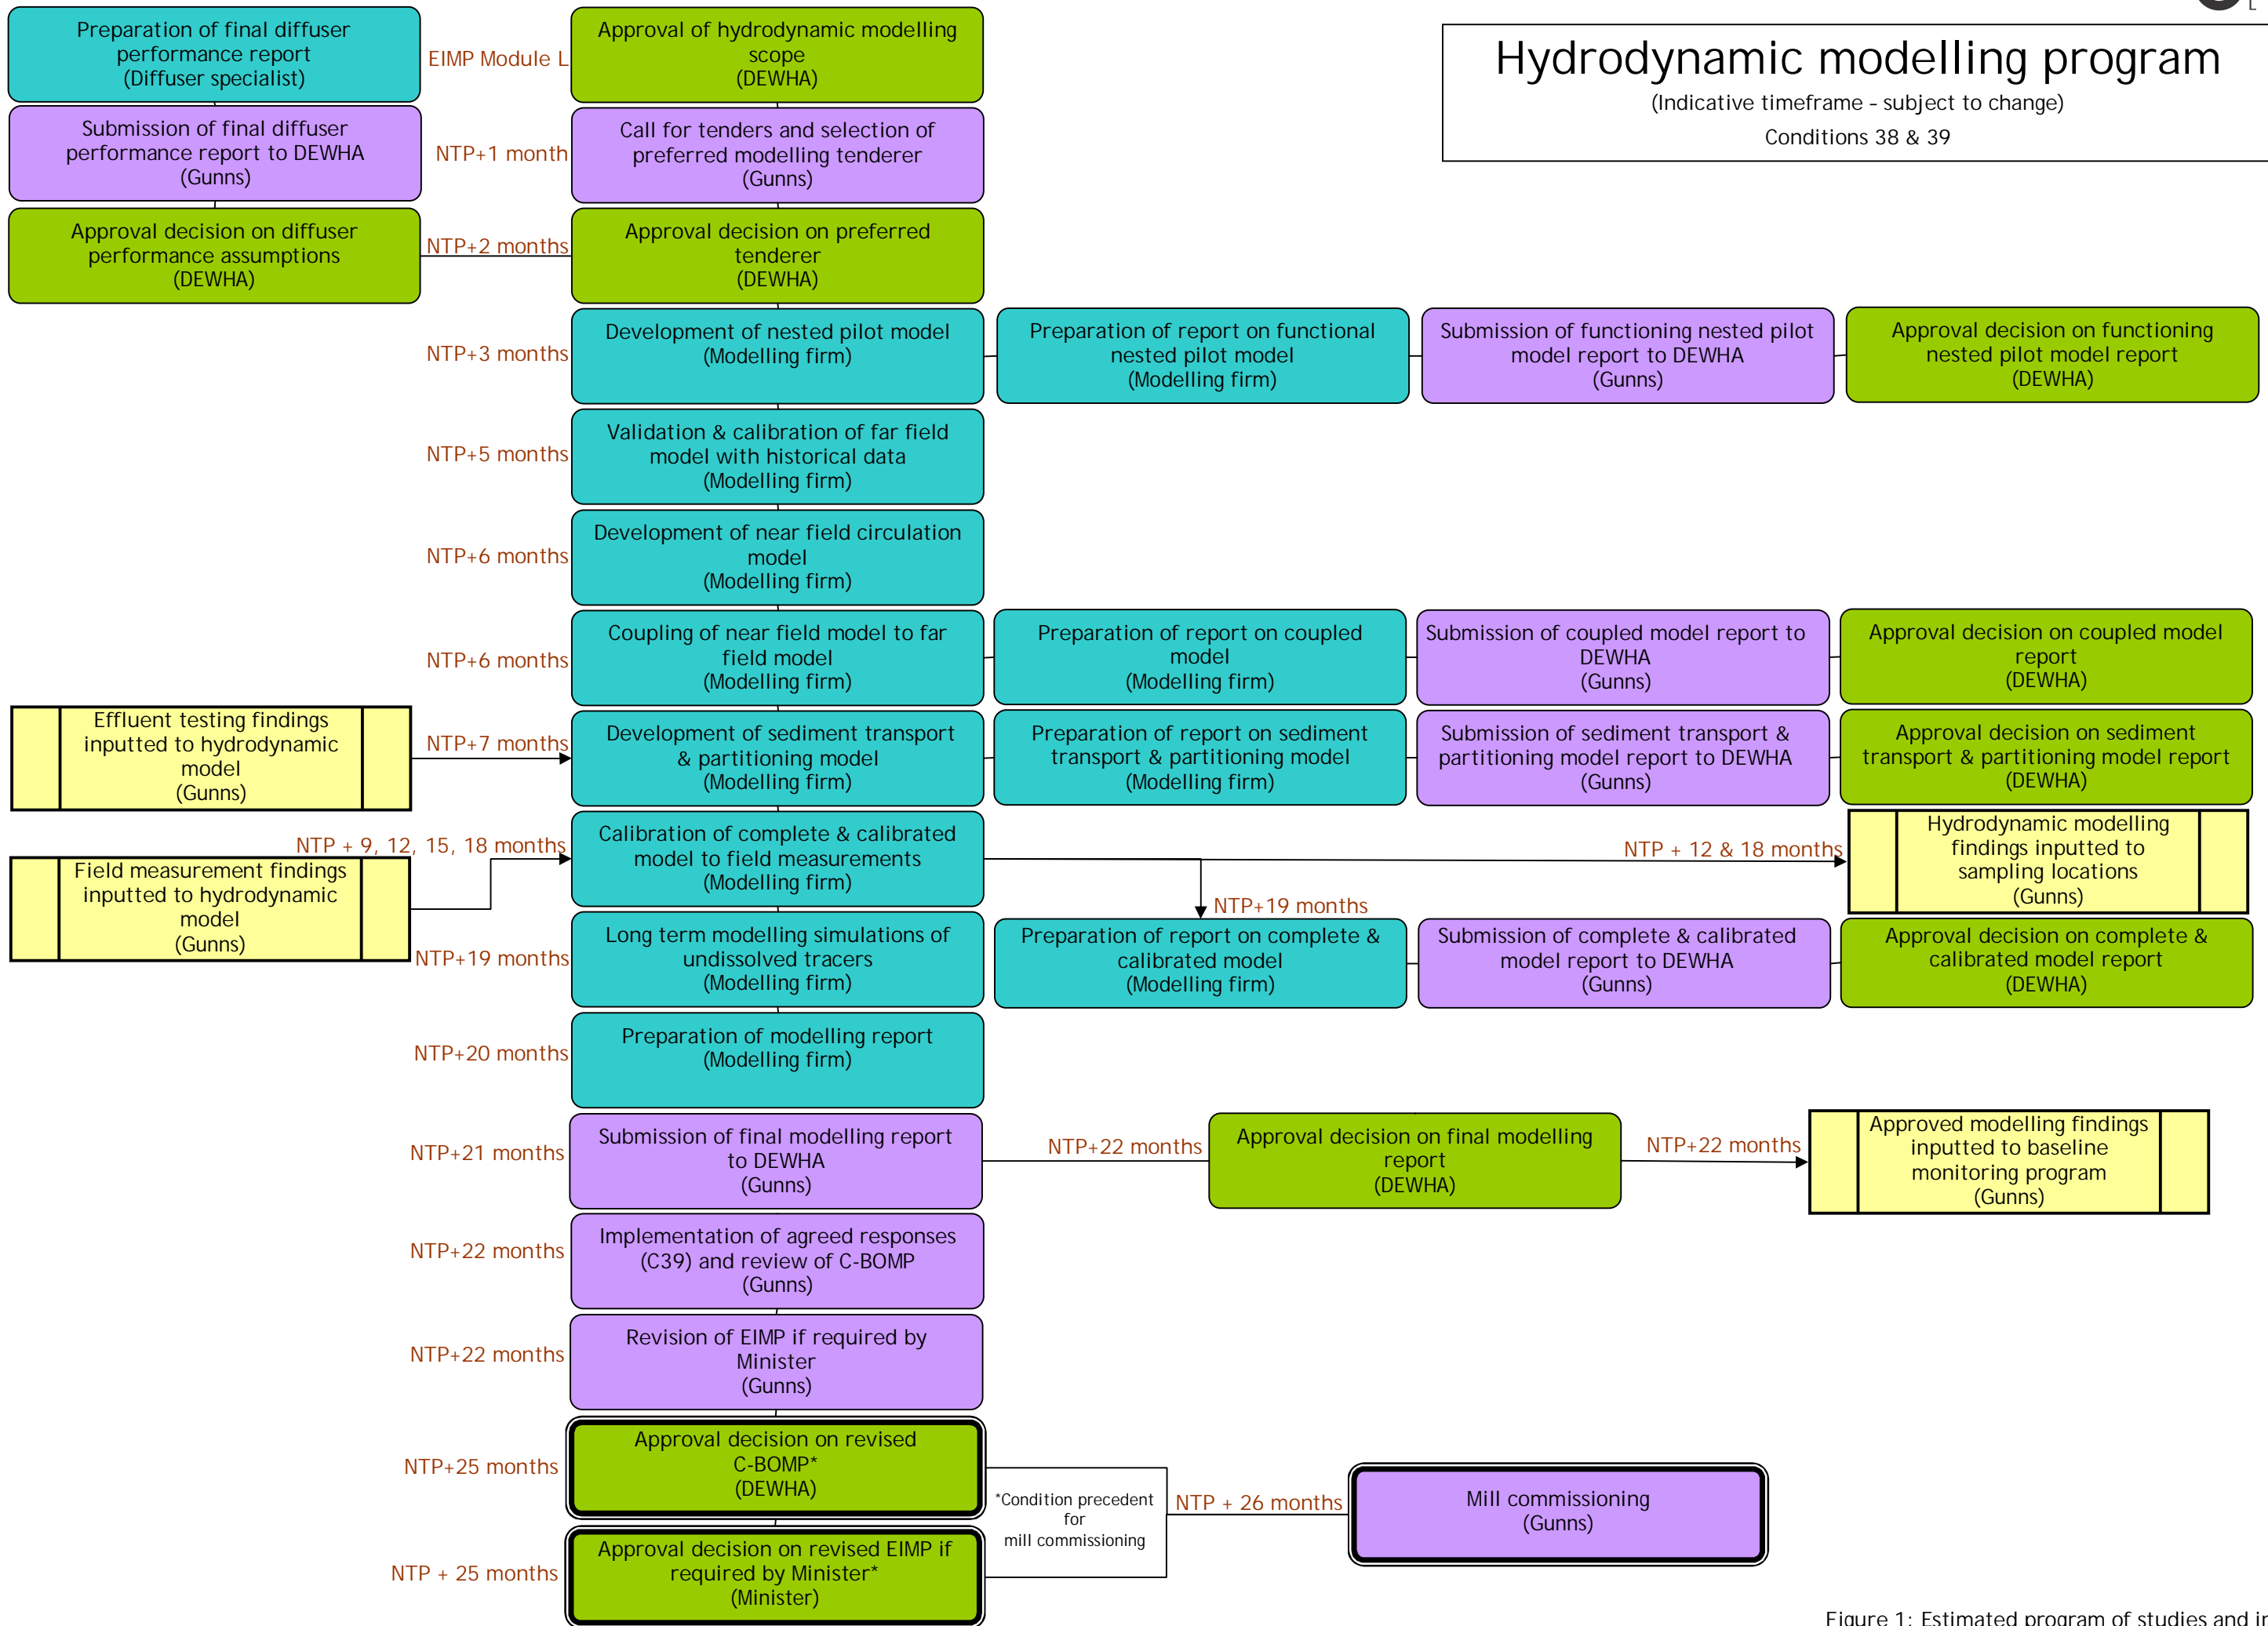 Hydrodynamic modelling program
(Indicative timeframe - subject to change)
Conditions 38 & 39
Preparation of final diffuser
performance report
(Diffuser specialist)
EIMP Module L
Approval of hydrodynamic modelling
scope
(DEWHA)
Submission of final diffuser
performance report to DEWHA
(Gunns)
NTP+1 month
Call for tenders and selection of
preferred modelling tenderer
(Gunns)
Approval decision on diffuser
performance assumptions
(DEWHA)
NTP+2 months
Approval decision on preferred
tenderer
(DEWHA)
NTP+3 months
Development of nested pilot model
(Modelling firm)
Preparation of report on functional
nested pilot model
(Modelling firm)
Submission of functioning nested pilot
model report to DEWHA
(Gunns)
Approval decision on functioning
nested pilot model report
(DEWHA)
NTP+5 months
Validation & calibration of far field
model with historical data
(Modelling firm)
NTP+6 months
Development of near field circulation
model
(Modelling firm)
NTP+6 months
Coupling of near field model to far
field model
(Modelling firm)
Preparation of report on coupled
model
(Modelling firm)
Submission of coupled model report to
DEWHA
(Gunns)
Approval decision on coupled model
report
(DEWHA)
Effluent testing findings
inputted to hydrodynamic
model
(Gunns)
NTP+7 months
Development of sediment transport
& partitioning model
(Modelling firm)
Preparation of report on sediment
transport & partitioning model
(Modelling firm)
Submission of sediment transport &
partitioning model report to DEWHA
(Gunns)
Approval decision on sediment
transport & partitioning model report
(DEWHA)
NTP + 9, 12, 15, 18 months
Field measurement findings
inputted to hydrodynamic
model
(Gunns)
Calibration of complete & calibrated
model to field measurements
(Modelling firm)
NTP + 12 & 18 months
Hydrodynamic modelling
findings inputted to
sampling locations
(Gunns)
NTP+19 months
NTP+19 months
Long term modelling simulations of
undissolved tracers
(Modelling firm)
Preparation of report on complete &
calibrated model
(Modelling firm)
Submission of complete & calibrated
model report to DEWHA
(Gunns)
Approval decision on complete &
calibrated model report
(DEWHA)
NTP+20 months
Preparation of modelling report
(Modelling firm)
NTP+21 months
Submission of final modelling report
to DEWHA
(Gunns)
NTP+22 months
Approval decision on final modelling
report
(DEWHA)
NTP+22 months
Approved modelling findings
inputted to baseline
monitoring program
(Gunns)
NTP+22 months
Implementation of agreed responses
(C39) and review of C-BOMP
(Gunns)
NTP+22 months
Revision of EIMP if required by
Minister
(Gunns)
NTP+25 months
Approval decision on revised
C-BOMP*
(DEWHA)
*Condition precedent
for
mill commissioning
NTP + 26 months
Mill commissioning
(Gunns)
NTP + 25 months
Approval decision on revised EIMP if
required by Minister*
(Minister)
Figure 1: Estimated program of studies and